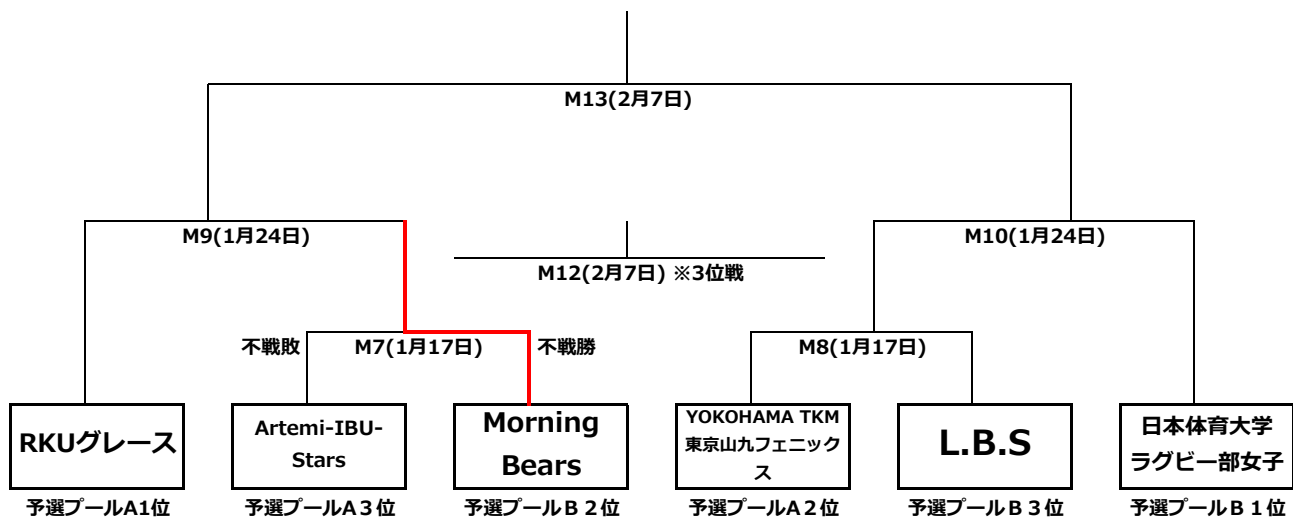 M13(2月7日)
M9(1月24日)
M10(1月24日)
M12(2月7日) ※3位戦
不戦敗
M7(1月17日)
不戦勝
M8(1月17日)
RKUグレース
Artemi-IBU-
Stars
Morning
Bears
YOKOHAMA TKM
東京山九フェニック
ス
L.B.S
日本体育大学
ラグビー部女子
予選プールA1位
予選プールA３位
予選プールＢ２位
予選プールA２位
予選プールＢ３位
予選プールＢ１位